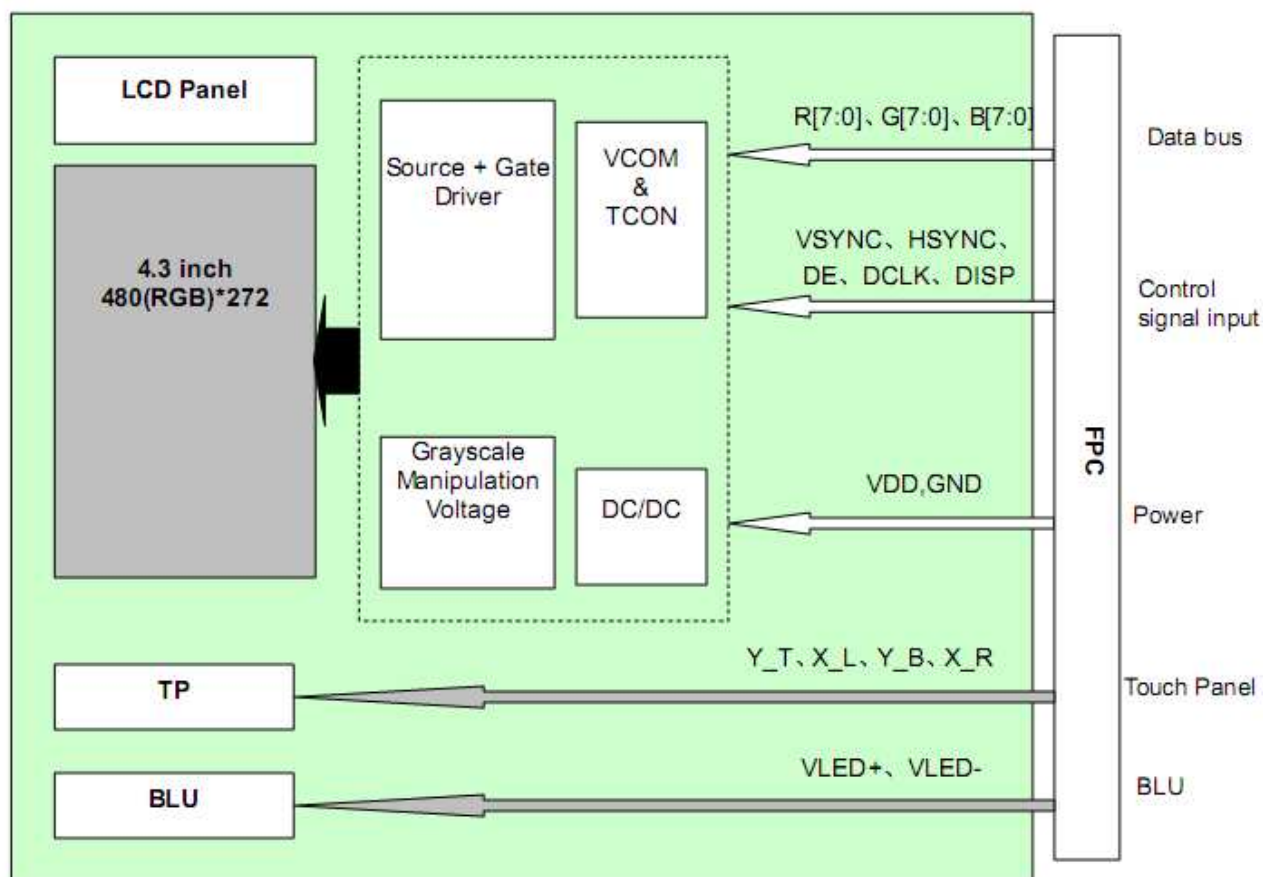 LCD Panel
4.3 inch
480(RGB)*272
Source + Gate
Driver
VCOM
&
TCON
Grayscale
Manipulation
Voltage
DC/DC
R[7:0]、G[7:0]、B[7:0]
VSYNC、HSYNC、
DE、DCLK、DISP
VDD,GND
TP
Y_T、X_L、Y_B、X_R
BLU
VLED+、VLED-
FPC
Data bus
Control
signal input
Power
Touch Panel
BLU